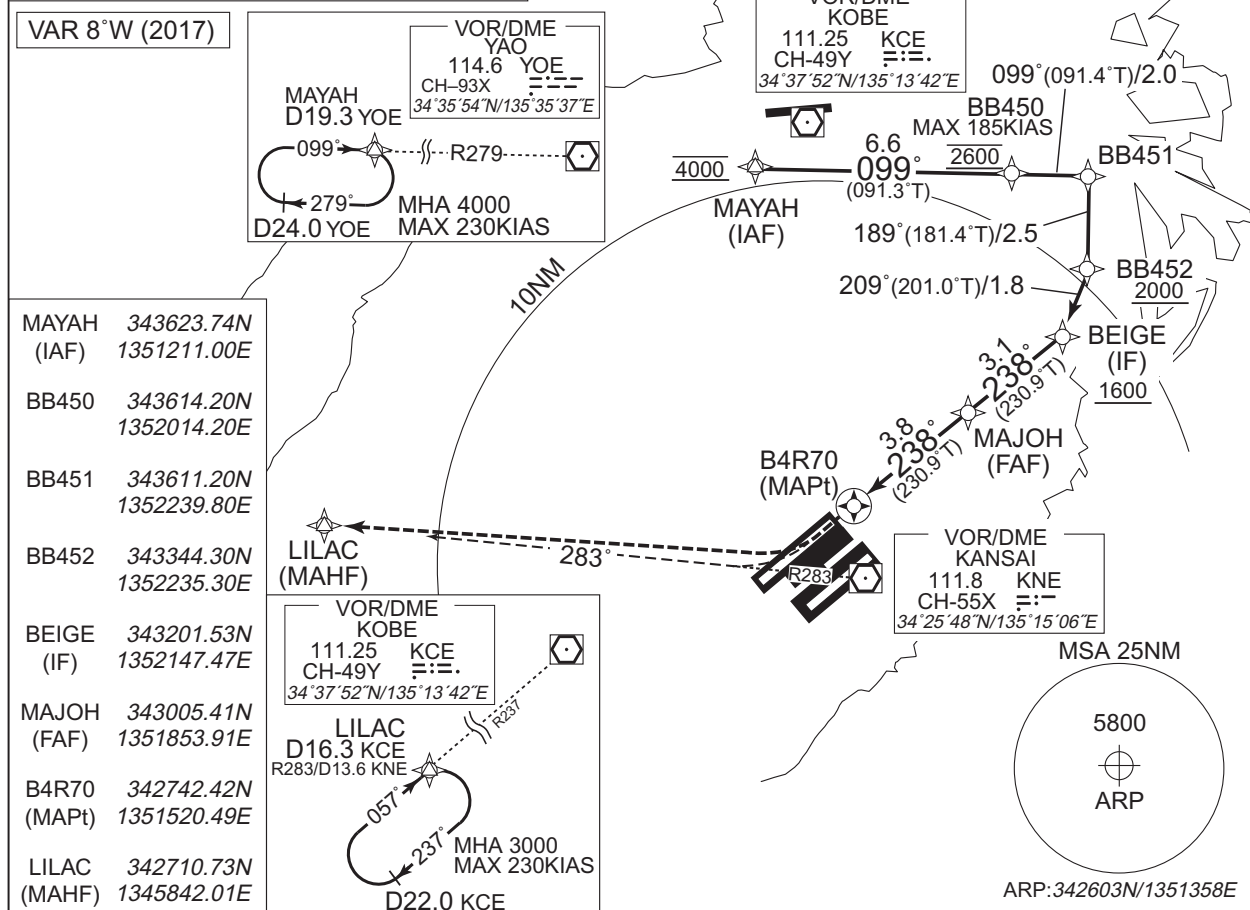 VAR 8°W (2017)
VOR/DME
YAO
114.6 YOE
CH–93X
34°35´54˝N/135°35´37˝E
MAYAH
D19.3 YOE
099°
R279
279°
D24.0 YOE
MHA 4000
MAX 230KIAS
VOR/DME
KOBE
111.25 KCE
CH-49Y
34°37´52˝N/135°13´42˝E
099°(091.4°T)/2.0
BB450
MAX 185KIAS
2600
BB451
6.6
099°
(091.3°T)
4000
MAYAH
(IAF)
189°(181.4°T)/2.5
BB452
2000
209°(201.0°T)/1.8
10NM
BEIGE
(IF)
1600
3.1
238°
(230.9°T)
MAJOH
(FAF)
3.8
238°
(230.9°T)
B4R70
(MAPt)
LILAC
(MAHF)
283°
R283
VOR/DME
KANSAI
111.8 KNE
CH-55X
34°25´48˝N/135°15´06˝E
MAYAH 343623.74N
(IAF) 1351211.00E
BB450 343614.20N
1352014.20E
BB451 343611.20N
1352239.80E
BB452 343344.30N
1352235.30E
BEIGE 343201.53N
(IF) 1352147.47E
MAJOH 343005.41N
(FAF) 1351853.91E
B4R70 342742.42N
(MAPt) 1351520.49E
LILAC 342710.73N
(MAHF) 1345842.01E
VOR/DME
KOBE
111.25 KCE
CH-49Y
34°37´52˝N/135°13´42˝E
R237
LILAC
D16.3 KCE
R283/D13.6 KNE
057°
237°
MHA 3000
MAX 230KIAS
D22.0 KCE
MSA 25NM
5800
ARP
ARP:342603N/1351358E